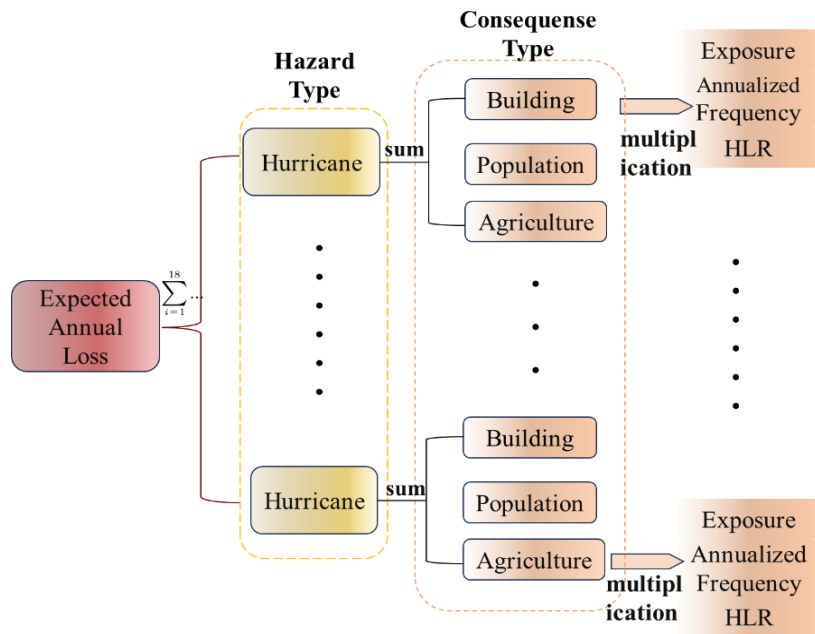 Consequense
Type
Hazard
Type
Exposure
Annualized
Frequency
HLR
Building
Population
Agriculture
multipl
ication
Hurricane
sum
Expected
Annual
Loss
18
∑...
i=1
Building
Population
Agriculture
Hurricane
sum
multipl
ication
Exposure
Annualized
Frequency
HLR